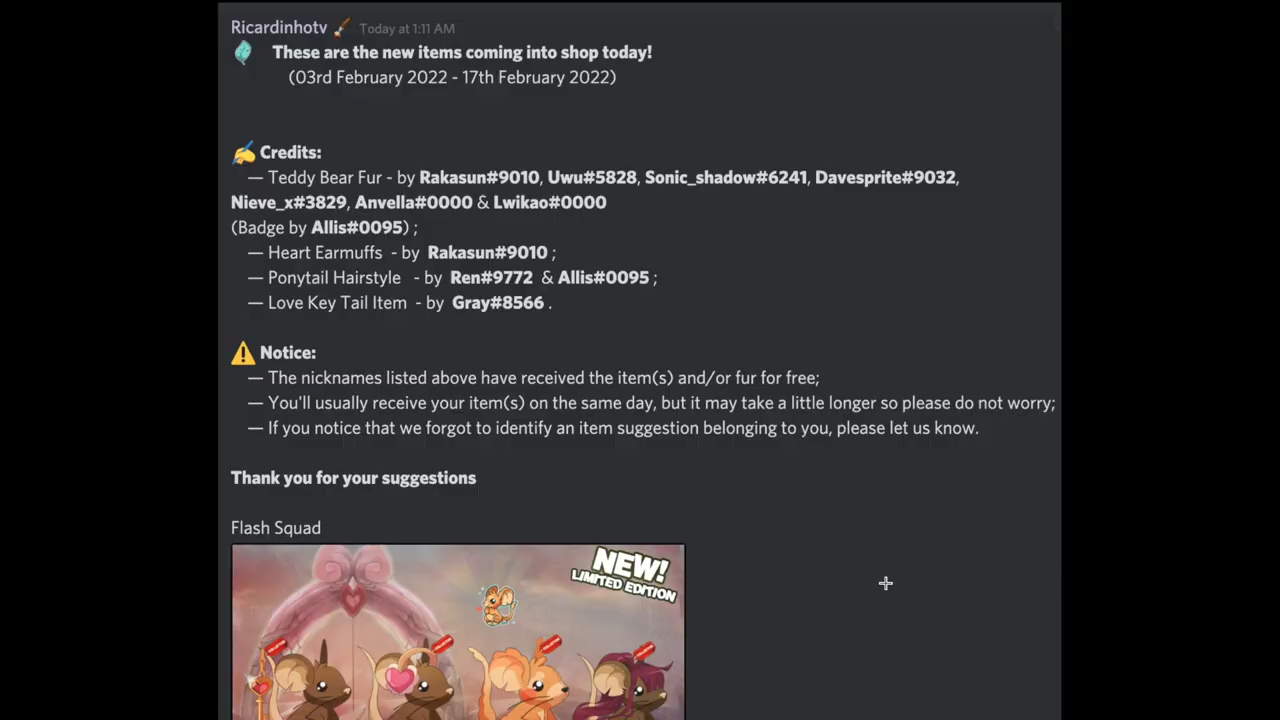 Ricardinhotv Today at 1:11 AM
These are the new items coming into shop today!
(03rd February 2022 - 17th February 2022)
Credits:
— Teddy Bear Fur - by Rakasun#9010, Uwu#5828, Sonic_shadow#6241, Davesprite#9032,
Nieve_x#3829, Anvella#0000 & Lwikao#0000
(Badge by Allis#0095) ;
— Heart Earmuffs - by Rakasun#9010 ;
— Ponytail Hairstyle - by Ren#9772 & Allis#0095 ;
— Love Key Tail Item - by Gray#8566 .
Notice:
— The nicknames listed above have received the item(s) and/or fur for free;
— You'll usually receive your item(s) on the same day, but it may take a little longer so please do not worry;
— If you notice that we forgot to identify an item suggestion belonging to you, please let us know.
Thank you for your suggestions
Flash Squad
NEW!
LIMITED EDITION